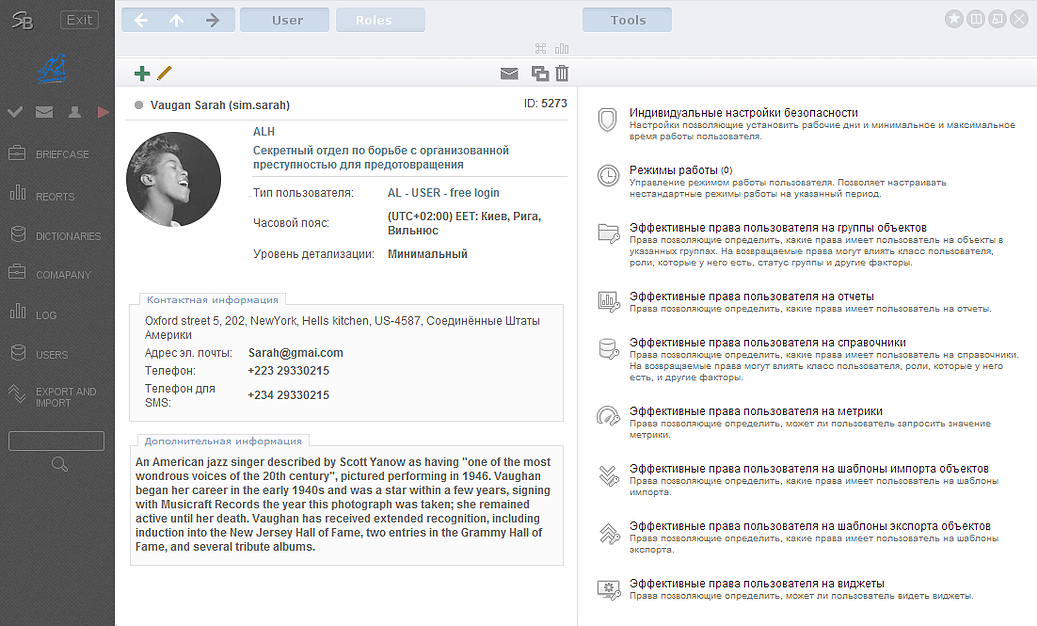 SB
Exit
User
Roles
Tools
BRIEFCASE
REORTS
DICTIONARIES
COMAPANY
LOG
USERS
EXPORT AND
IMPORT
Vaugan Sarah (sim.sarah)
ID: 5273
ALH
Секретный отдел по борьбе с организованной
преступностью для предотовращения
Тип пользователя: AL - USER - free login
Часовой пояс: (UTC+02:00) EET: Киев, Рига,
Вильнюс
Уровень детализации: Минимальный
Контактная информация
Oxford street 5, 202, NewYork, Hells kitchen, US-4587, Соединённые Штаты
Америки
Адрес эл. почты: Sarah@gmai.com
Телефон: +223 29330215
Телефон для
SMS: +234 29330215
Дополнительная информация
An American jazz singer described by Scott Yanow as having "one of the most
wondrous voices of the 20th century", pictured performing in 1946. Vaughan
began her career in the early 1940s and was a star within a few years, signing
with Musicraft Records the year this photograph was taken; she remained
active until her death. Vaughan has received extended recognition, including
induction into the New Jersey Hall of Fame, two entries in the Grammy Hall of
Fame, and several tribute albums.
Индивидуальные настройки безопасности
Настройки позволяющие установить рабочие дни и минимальное и максимальное
время работы пользователя.
Режимы работы (0)
Управление режимом работы пользователя. Позволяет настраивать
нестандартные режимы работы на указанный период.
Эффективные права пользователя на группы объектов
Права позволяющие определить, какие права имеет пользователь на объекты в
указанных группах. На возвращаемые права могут влиять класс пользователя,
роли, которые у него есть, статус группы и другие факторы.
Эффективные права пользователя на отчеты
Права позволяющие определить, какие права имеет пользователь на отчеты.
Эффективные права пользователя на справочники
Права позволяющие определить, какие права имеет пользователь на справочники.
На возвращаемые права могут влиять класс пользователя, роли, которые у него
есть, и другие факторы.
Эффективные права пользователя на метрики
Права позволяющие определить, может ли пользователь запросить значение
метрики.
Эффективные права пользователя на шаблоны импорта объектов
Права позволяющие определить, какие права имеет пользователь на шаблоны
импорта.
Эффективные права пользователя на шаблоны экспорта объектов
Права позволяющие определить, какие права имеет пользователь на шаблоны
экспорта.
Эффективные права пользователя на виджеты
Права позволяющие определить, может ли пользователь видеть виджеты.